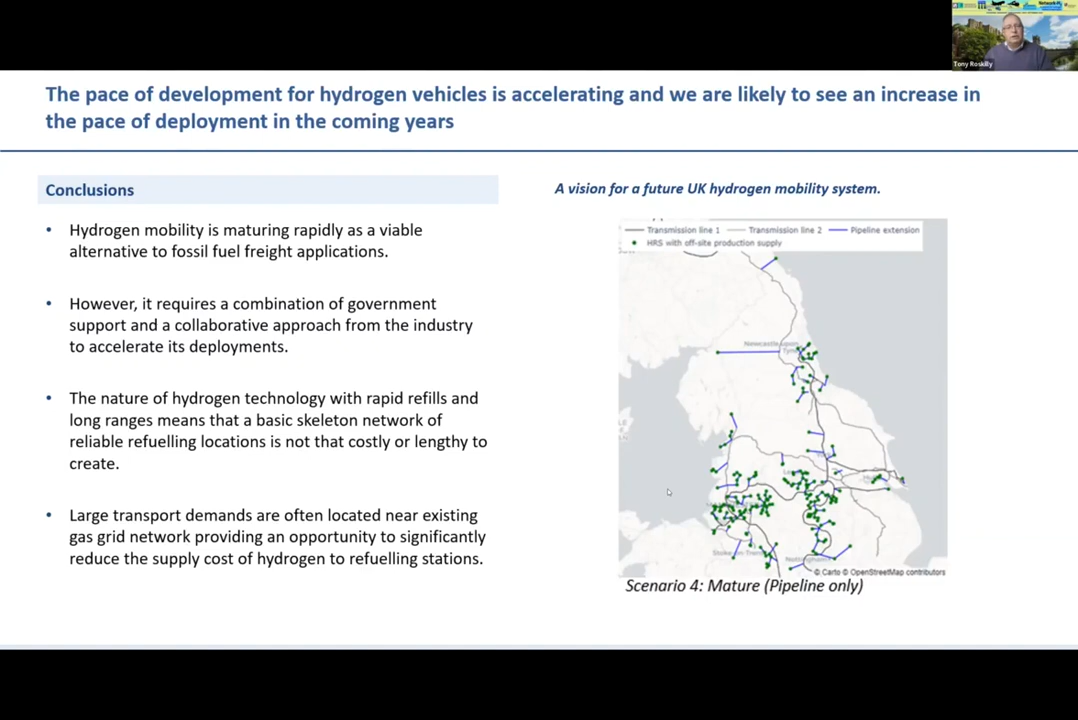 Tony Roskilly
The pace of development for hydrogen vehicles is accelerating and we are likely to see an increase in
the pace of deployment in the coming years
Conclusions
• Hydrogen mobility is maturing rapidly as a viable
alternative to fossil fuel freight applications.
• However, it requires a combination of government
support and a collaborative approach from the industry
to accelerate its deployments.
• The nature of hydrogen technology with rapid refills and
long ranges means that a basic skeleton network of
reliable refuelling locations is not that costly or lengthy to
create.
• Large transport demands are often located near existing
gas grid network providing an opportunity to significantly
reduce the supply cost of hydrogen to refuelling stations.
A vision for a future UK hydrogen mobility system.
Transmission line 1 Transmission line 2 Pipeline extension
HRS with off-site production supply
Newcastle upon
Tyne
© Carto © OpenStreetMap contributors
Scenario 4: Mature (Pipeline only)